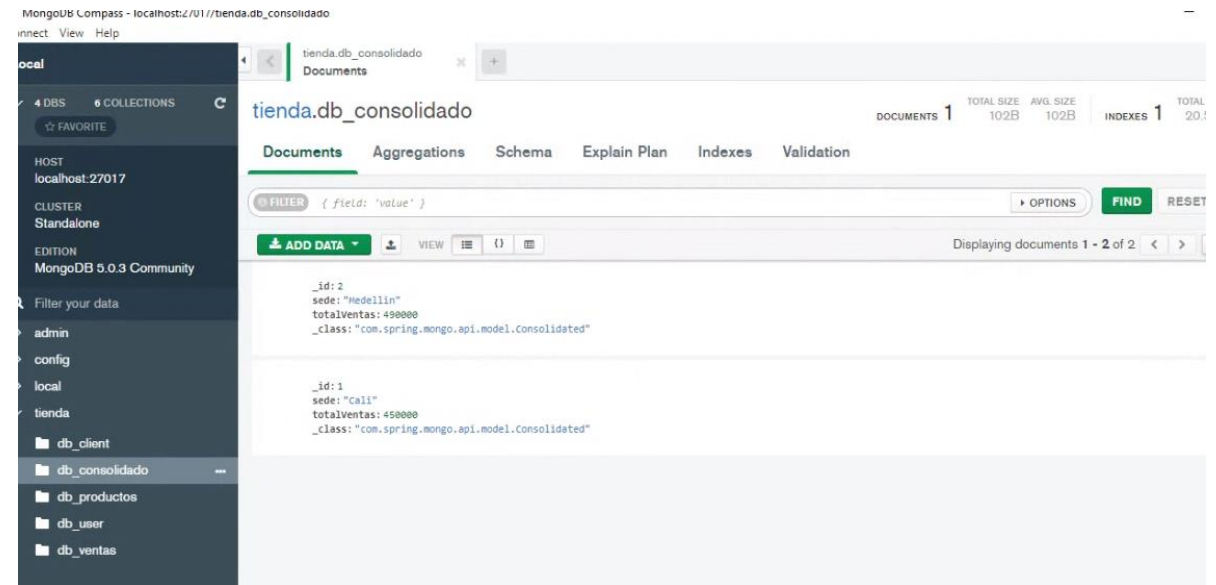 MongoDB Compass - localhost:27017/tienda.db_consolidado
nnect View Help
ocal
4 DBS 6 COLLECTIONS
☆ FAVORITE
HOST
localhost:27017
CLUSTER
Standalone
EDITION
MongoDB 5.0.3 Community
Filter your data
admin
config
local
tienda
db_client
db_consolidado
db_productos
db_user
db_ventas
tienda.db_consolidado
Documents
tienda.db_consolidado
DOCUMENTS 1
TOTAL SIZE AVG. SIZE
102B 102B
INDEXES 1
TOTAL
20.5
Documents Aggregations Schema Explain Plan Indexes Validation
FILTER { field: 'value' }
OPTIONS
FIND
RESET
ADD DATA
VIEW
{}
Displaying documents 1 - 2 of 2
_id: 2
sede: "Medellin"
totalVentas: 490000
_class: "com.spring.mongo.api.model.Consolidated"
_id: 1
sede: "Cali"
totalVentas: 450000
_class: "com.spring.mongo.api.model.Consolidated"